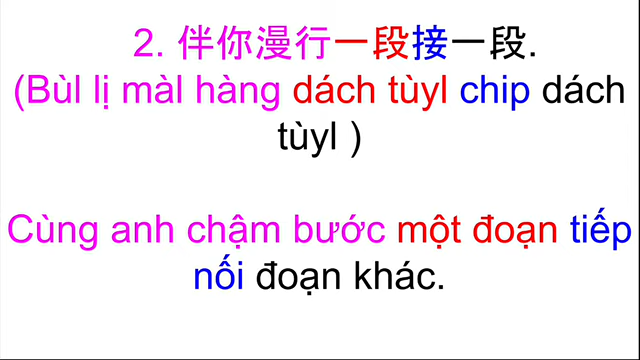 2. 伴你漫行一段接一段.
(Bùl lị màl hàng dách tùyl chip dách
tùyl )
Cùng anh chậm bước một đoạn tiếp
nối đoạn khác.